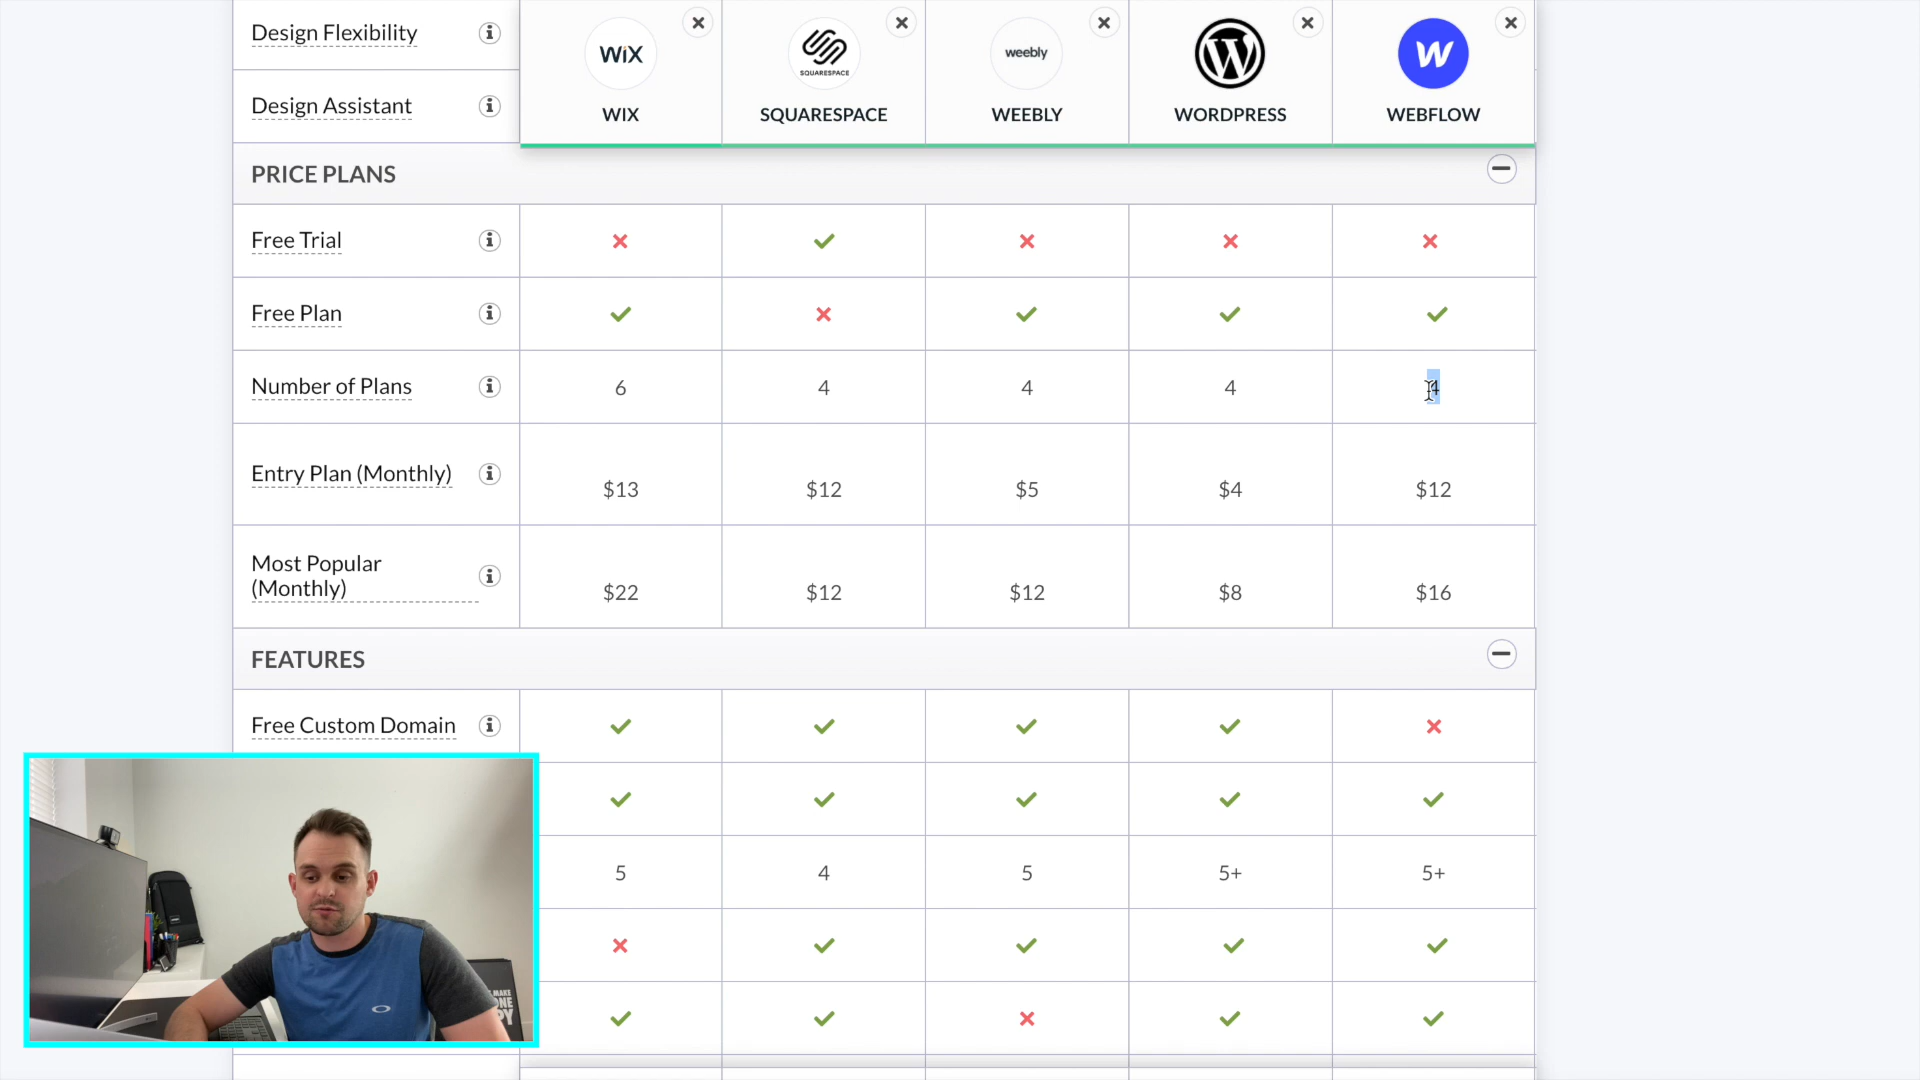 Design Flexibility
WIX
SQUARESPACE
weebly
W
W
Design Assistant
WIX
SQUARESPACE
WEEBLY
WORDPRESS
WEBFLOW
PRICE PLANS
Free Trial
Free Plan
Number of Plans
6
4
4
4
4
Entry Plan (Monthly)
$13
$12
$5
$4
$12
Most Popular
(Monthly)
$22
$12
$12
$8
$16
FEATURES
Free Custom Domain
5
4
5
5+
5+
MAKE